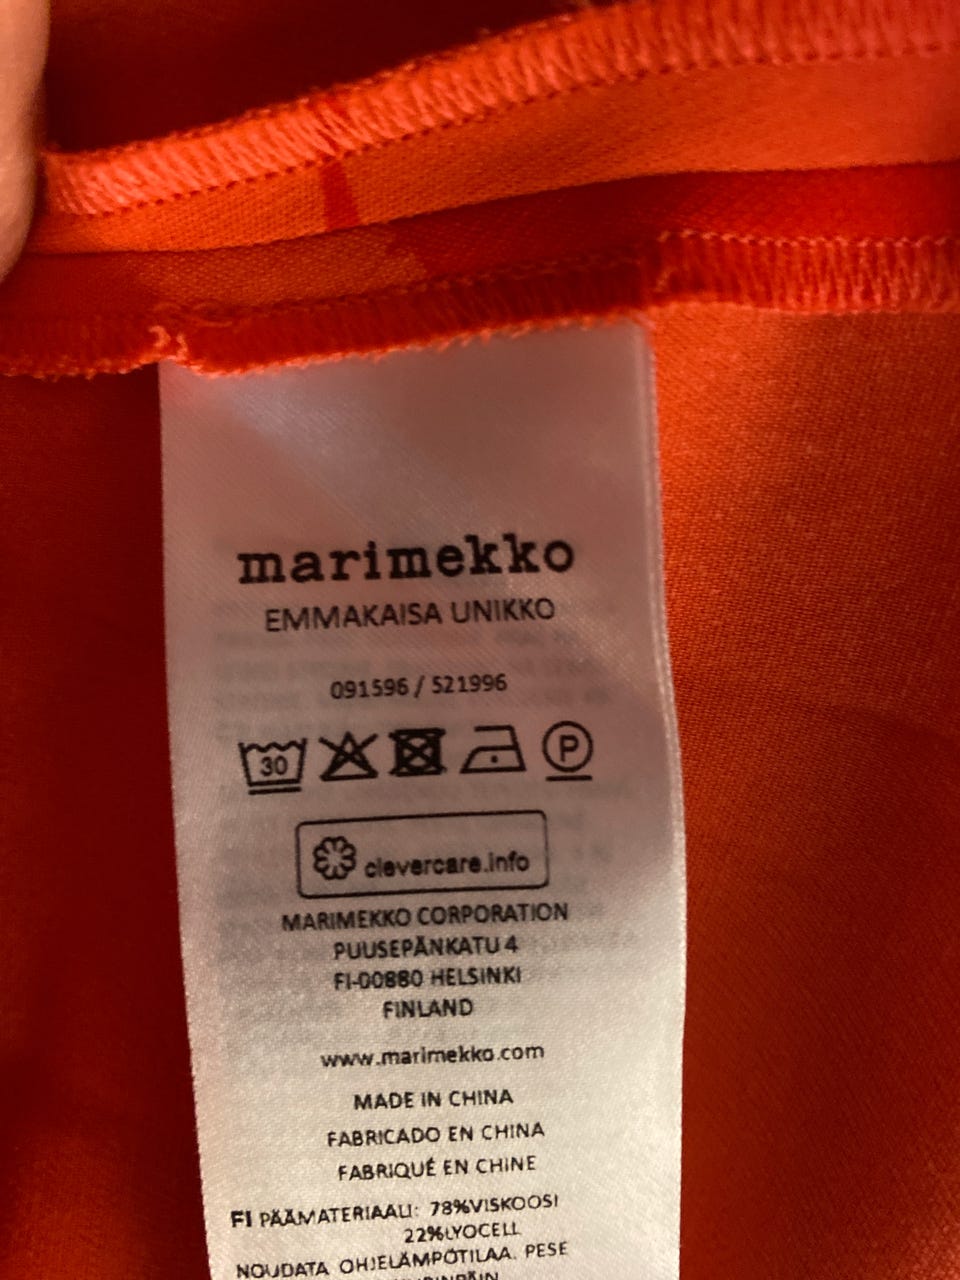 marimekko
EMMAKAISA UNIKKO
091596 / 521996
30 P
clevercare.info
MARIMEKKO CORPORATION
PUUSEPÄNKATU 4
FI-00880 HELSINKI
FINLAND
www.marimekko.com
MADE IN CHINA
FABRICADO EN CHINA
FABRIQUÉ EN CHINE
FI PÄÄMATERIAALI: 78%VISKOOSI
22%LYOCELL
NOUDATA OHJELÄMPÖTILAA. PESE